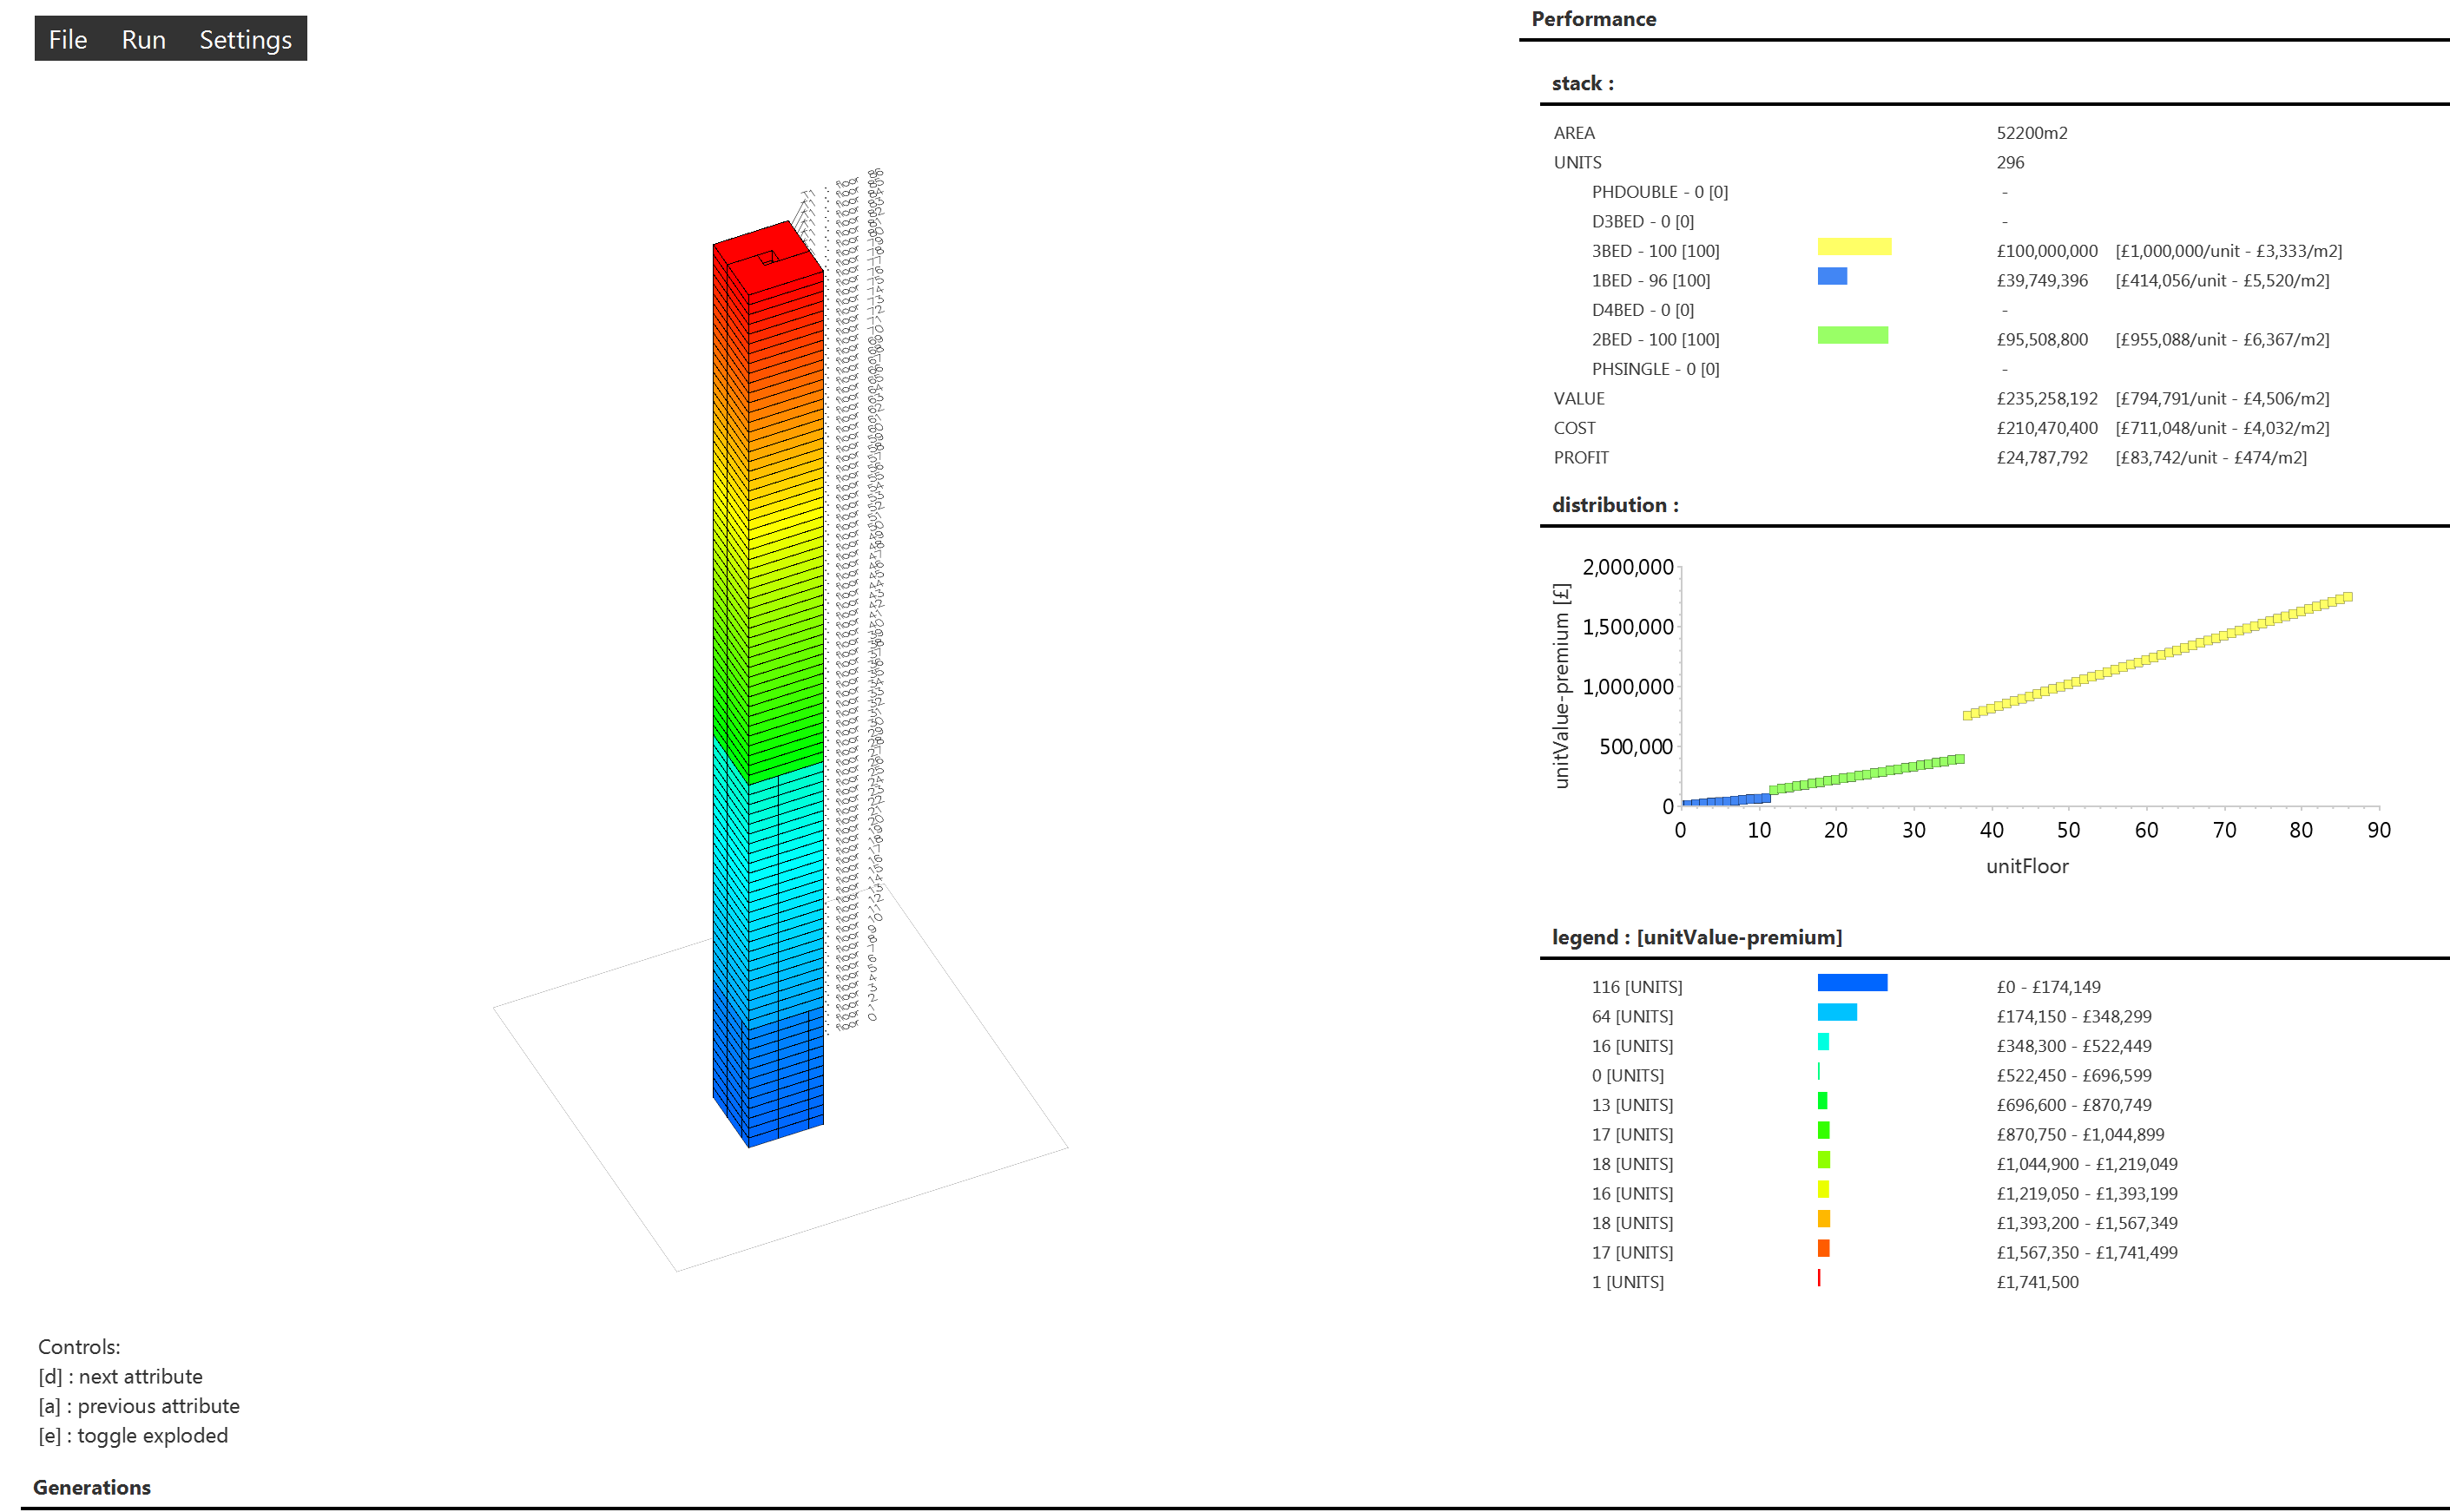 File Run Settings
Performance
stack :
AREA 52200m2
UNITS 296
PHDOUBLE - 0 [0] -
D3BED - 0 [0] -
3BED - 100 [100] £100,000,000 [£1,000,000/unit - £3,333/m2]
1BED - 96 [100] £39,749,396 [£414,056/unit - £5,520/m2]
D4BED - 0 [0] -
2BED - 100 [100] £95,508,800 [£955,088/unit - £6,367/m2]
PHSINGLE - 0 [0] -
VALUE £235,258,192 [£794,791/unit - £4,506/m2]
COST £210,470,400 [£711,048/unit - £4,032/m2]
PROFIT £24,787,792 [£83,742/unit - £474/m2]
distribution :
unitValue-premium [£]
2,000,000
1,500,000
1,000,000
500,000
0
0 10 20 30 40 50 60 70 80 90
unitFloor
legend : [unitValue-premium]
116 [UNITS] £0 - £174,149
64 [UNITS] £174,150 - £348,299
16 [UNITS] £348,300 - £522,449
0 [UNITS] £522,450 - £696,599
13 [UNITS] £696,600 - £870,749
17 [UNITS] £870,750 - £1,044,899
18 [UNITS] £1,044,900 - £1,219,049
16 [UNITS] £1,219,050 - £1,393,199
18 [UNITS] £1,393,200 - £1,567,349
17 [UNITS] £1,567,350 - £1,741,499
1 [UNITS] £1,741,500
Controls:
[d] : next attribute
[a] : previous attribute
[e] : toggle exploded
Generations